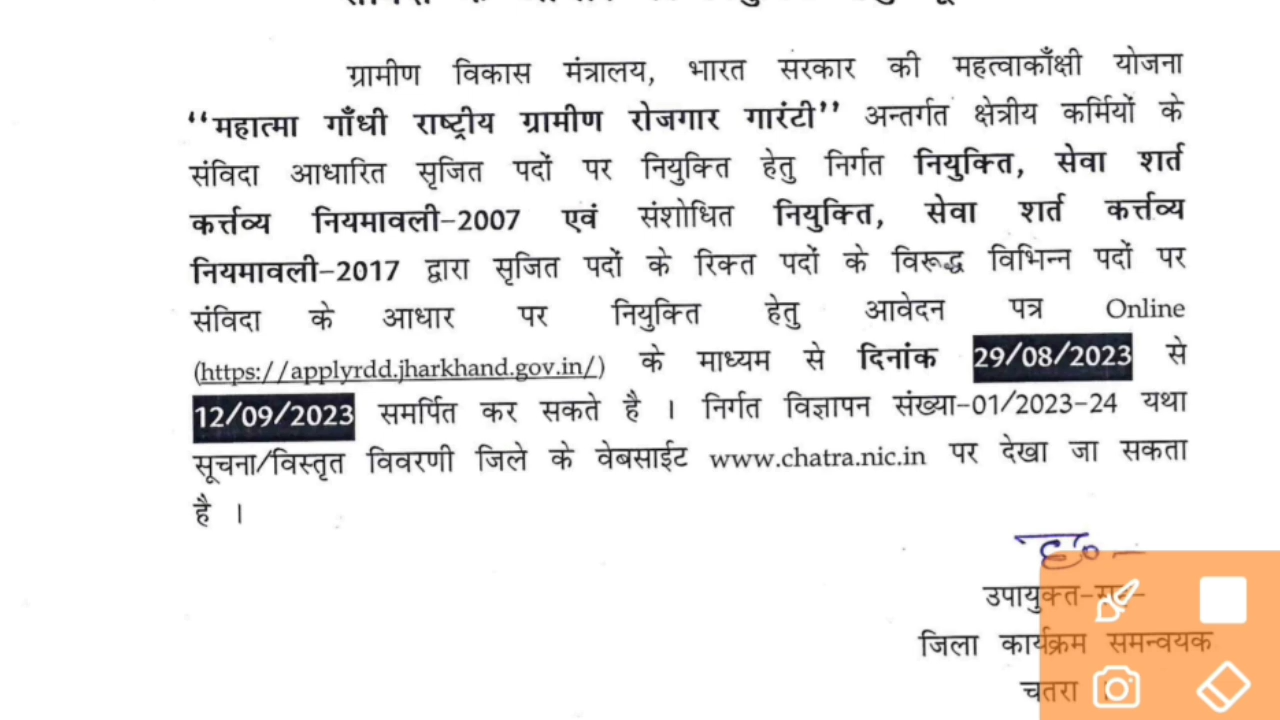 ग्रामीण विकास मंत्रालय, भारत सरकार की महत्वाकाँक्षी योजना
‘‘महात्मा गाँधी राष्ट्रीय ग्रामीण रोजगार गारंटी’’ अन्तर्गत क्षेत्रीय कर्मियों के
संविदा आधारित सृजित पदों पर नियुक्ति हेतु निर्गत नियुक्ति, सेवा शर्त
कर्त्तव्य नियमावली-2007 एवं संशोधित नियुक्ति, सेवा शर्त कर्त्तव्य
नियमावली-2017 द्वारा सृजित पदों के रिक्त पदों के विरूद्ध विभिन्न पदों पर
संविदा के आधार पर नियुक्ति हेतु आवेदन पत्र Online
(https://applyrdd.jharkhand.gov.in/) के माध्यम से दिनांक 29/08/2023 से
12/09/2023 समर्पित कर सकते है । निर्गत विज्ञापन संख्या-01/2023-24 यथा
सूचना/विस्तृत विवरणी जिले के वेबसाईट www.chatra.nic.in पर देखा जा सकता
है ।
उपायुक्त-सह-
जिला कार्यक्रम समन्वयक
चतरा